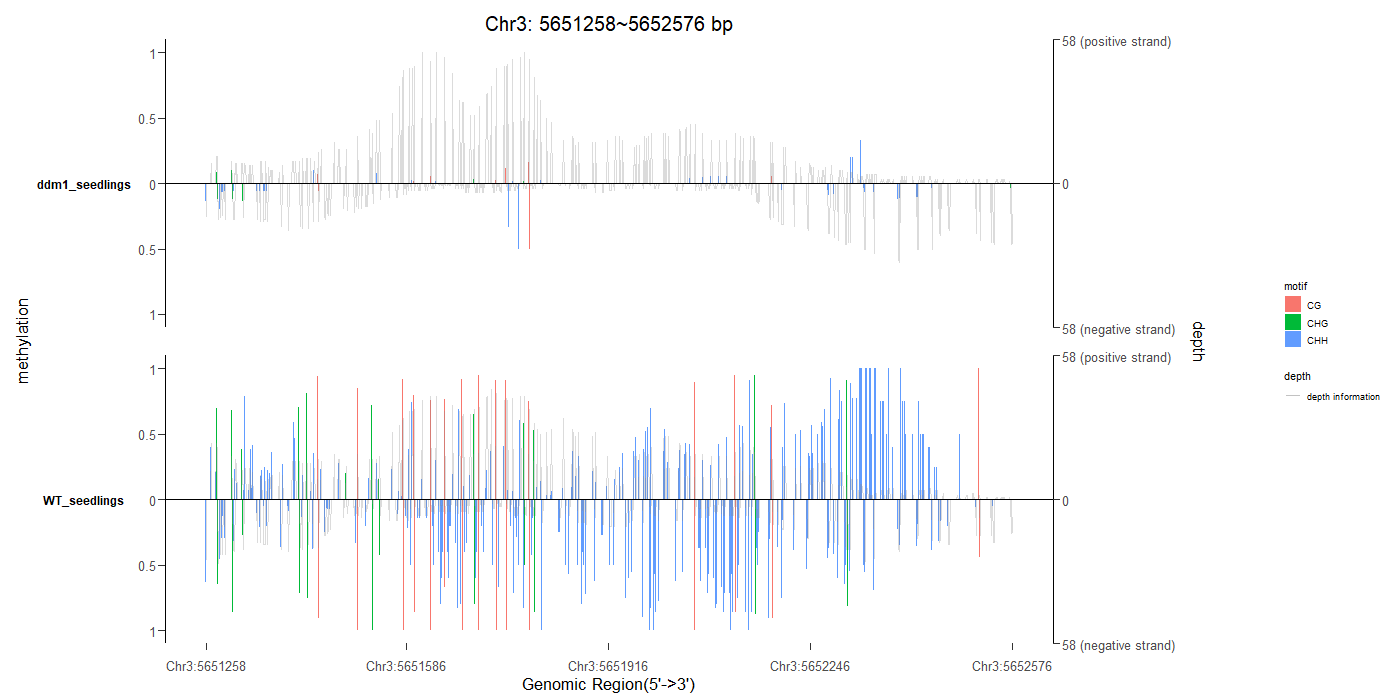 Chr3: 5651258~5652576 bp
58 (positive strand)
1
0.5
ddm1_seedlings
0
0
0.5
1
58 (negative strand)
methylation
depth
58 (positive strand)
1
0.5
WT_seedlings
0
0
0.5
1
58 (negative strand)
Chr3:5651258
Chr3:5651586
Chr3:5651916
Chr3:5652246
Chr3:5652576
Genomic Region(5'->3')
motif
CG
CHG
CHH
depth
depth information